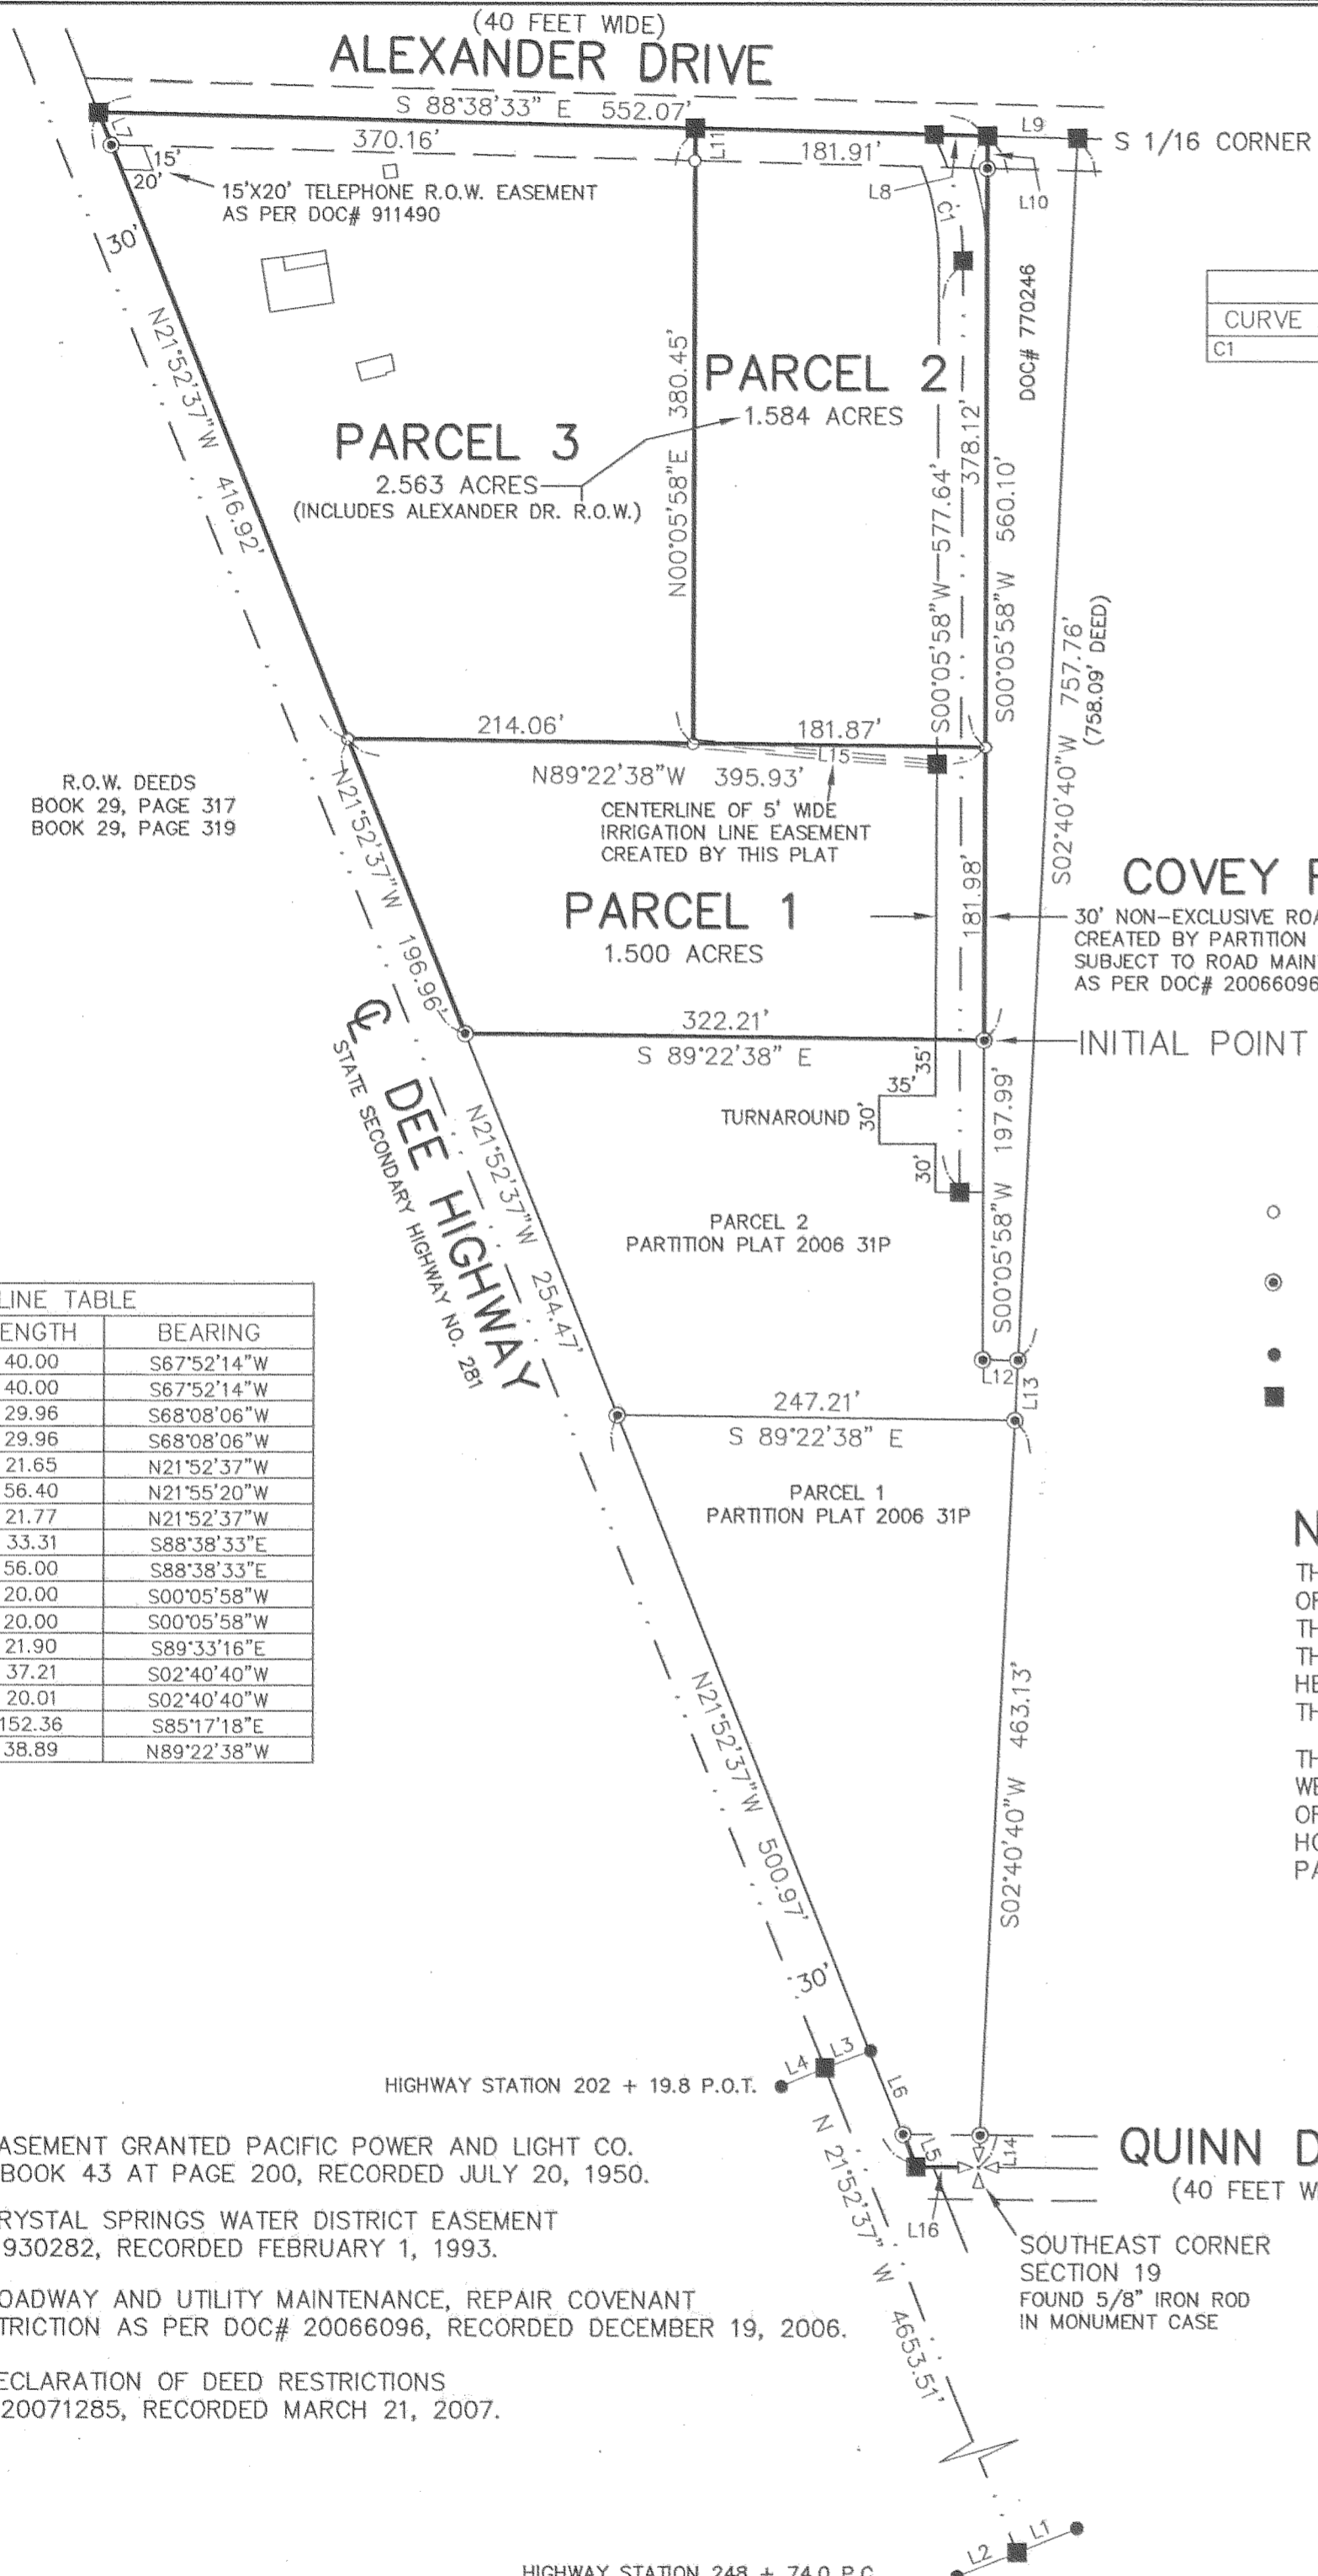 (40 FEET WIDE)
ALEXANDER DRIVE
S 88°38'33" E 552.07'
L7
370.16'
L11
181.91'
L9
S 1/16 CORNER
15'
20'
15'X20' TELEPHONE R.O.W. EASEMENT
AS PER DOC# 911490
L8
L10
C1
30'
DOC# 770246
CURVE
C1
N21°52'37"W 416.92'
PARCEL 3
2.563 ACRES
(INCLUDES ALEXANDER DR. R.O.W.)
N00°05'58"E 380.45'
PARCEL 2
1.584 ACRES
S00°05'58"W 577.64'
378.12'
S00°05'58"W 560.10'
S02°40'40"W 757.76'
(758.09' DEED)
214.06'
181.87'
L15
N89°22'38"W 395.93'
R.O.W. DEEDS
BOOK 29, PAGE 317
BOOK 29, PAGE 319
CENTERLINE OF 5' WIDE
IRRIGATION LINE EASEMENT
CREATED BY THIS PLAT
N21°52'37"W 196.96'
PARCEL 1
1.500 ACRES
181.98'
COVEY
30' NON-EXCLUSIVE
CREATED BY PARTITION
SUBJECT TO ROAD
AS PER DOC# 20066096
322.21'
S 89°22'38" E
INITIAL POINT
35'
35'
TURNAROUND
30'
30'
S00°05'58"W 197.99'
℄ DEE HIGHWAY
STATE SECONDARY HIGHWAY NO. 281
N21°52'37"W 254.47'
PARCEL 2
PARTITION PLAT 2006 31P
L12
L13
LINE TABLE
ENGTH BEARING
40.00 S67°52'14"W
40.00 S67°52'14"W
29.96 S68°08'06"W
29.96 S68°08'06"W
21.65 N21°52'37"W
56.40 N21°55'20"W
21.77 N21°52'37"W
33.31 S88°38'33"E
56.00 S88°38'33"E
20.00 S00°05'58"W
20.00 S00°05'58"W
21.90 S89°33'16"E
37.21 S02°40'40"W
20.01 S02°40'40"W
152.36 S85°17'18"E
38.89 N89°22'38"W
247.21'
S 89°22'38" E
PARCEL 1
PARTITION PLAT 2006 31P
N21°52'37"W 500.97'
S02°40'40"W 463.13'
30'
HIGHWAY STATION 202 + 19.8 P.O.T.
L4
L3
L6
L5
L14
L16
QUINN D
(40 FEET W
SOUTHEAST CORNER
SECTION 19
FOUND 5/8" IRON ROD
IN MONUMENT CASE
N 21°52'37" W 4653.51'
ASEMENT GRANTED PACIFIC POWER AND LIGHT CO.
BOOK 43 AT PAGE 200, RECORDED JULY 20, 1950.
RYSTAL SPRINGS WATER DISTRICT EASEMENT
930282, RECORDED FEBRUARY 1, 1993.
OADWAY AND UTILITY MAINTENANCE, REPAIR COVENANT
TRICTION AS PER DOC# 20066096, RECORDED DECEMBER 19, 2006.
ECLARATION OF DEED RESTRICTIONS
20071285, RECORDED MARCH 21, 2007.
L2
L1
HIGHWAY STATION 248 + 74.0 P.C.